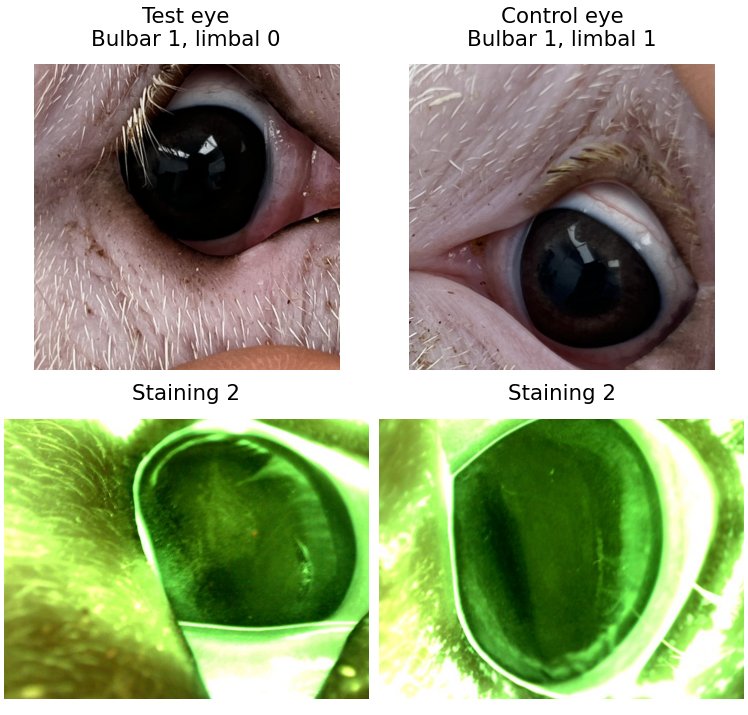 Test eye
Bulbar 1, limbal 0
Control eye
Bulbar 1, limbal 1
Staining 2
Staining 2